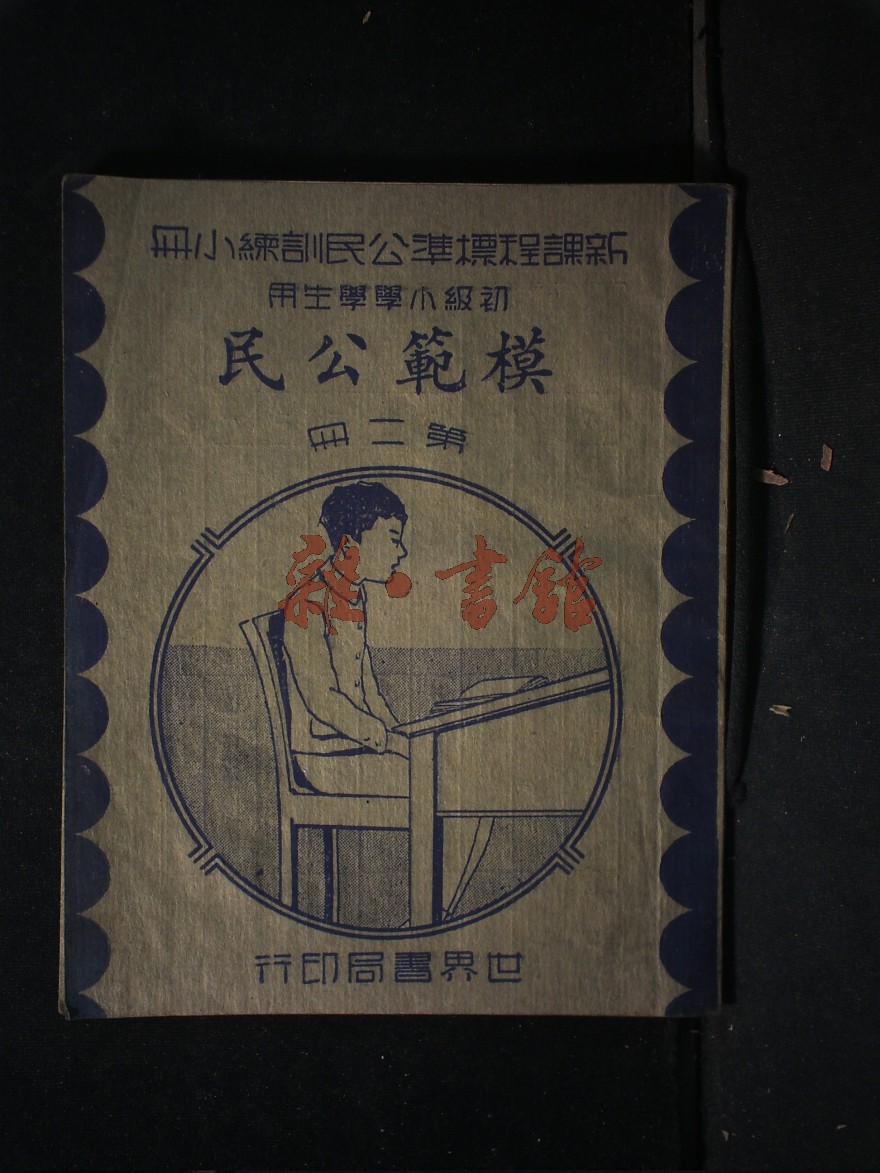 新課程標準公民訓練小冊
初級小學學生用
模範公民
第二冊
雜·書館
世界書局印行